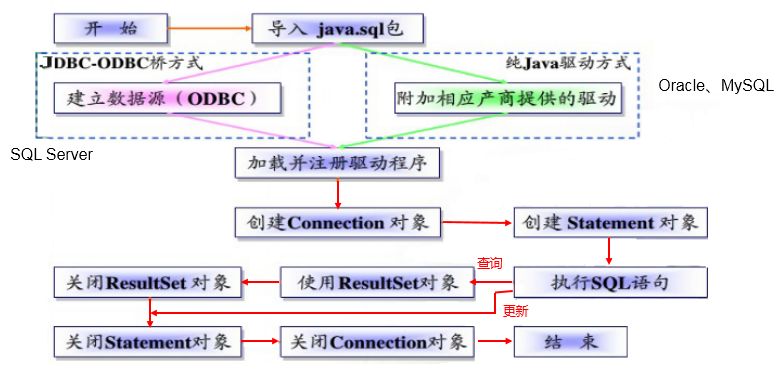 开 始
导入 java.sql包
JDBC-ODBC桥方式
纯Java驱动方式
建立数据源（ODBC）
附加相应产商提供的驱动
Oracle、MySQL
SQL Server
加载并注册驱动程序
创建Connection 对象
创建 Statement 对象
查询
关闭ResultSet 对象
使用ResultSet对象
执行SQL语句
更新
关闭Statement对象
关闭Connection对象
结 束